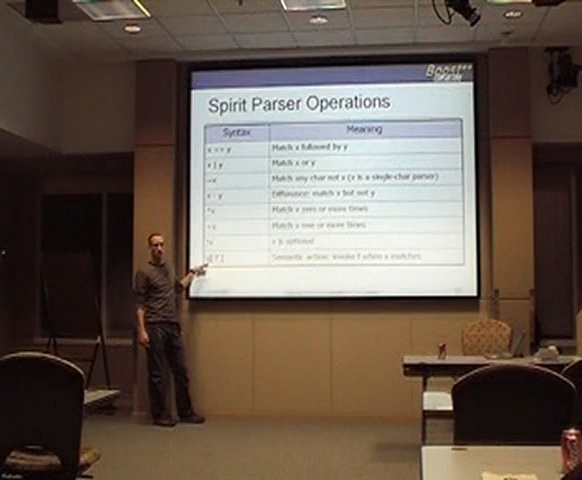 Boost
Spirit Parser Operations
Syntax Meaning
x >> y Match x followed by y
x | y Match x or y
~x Match any char not x (x is a single-char parser)
x - y Difference: match x but not y
*x Match x zero or more times
+x Match x one or more times
x is optional
x[ f ] Semantic action: invoke f when x matches